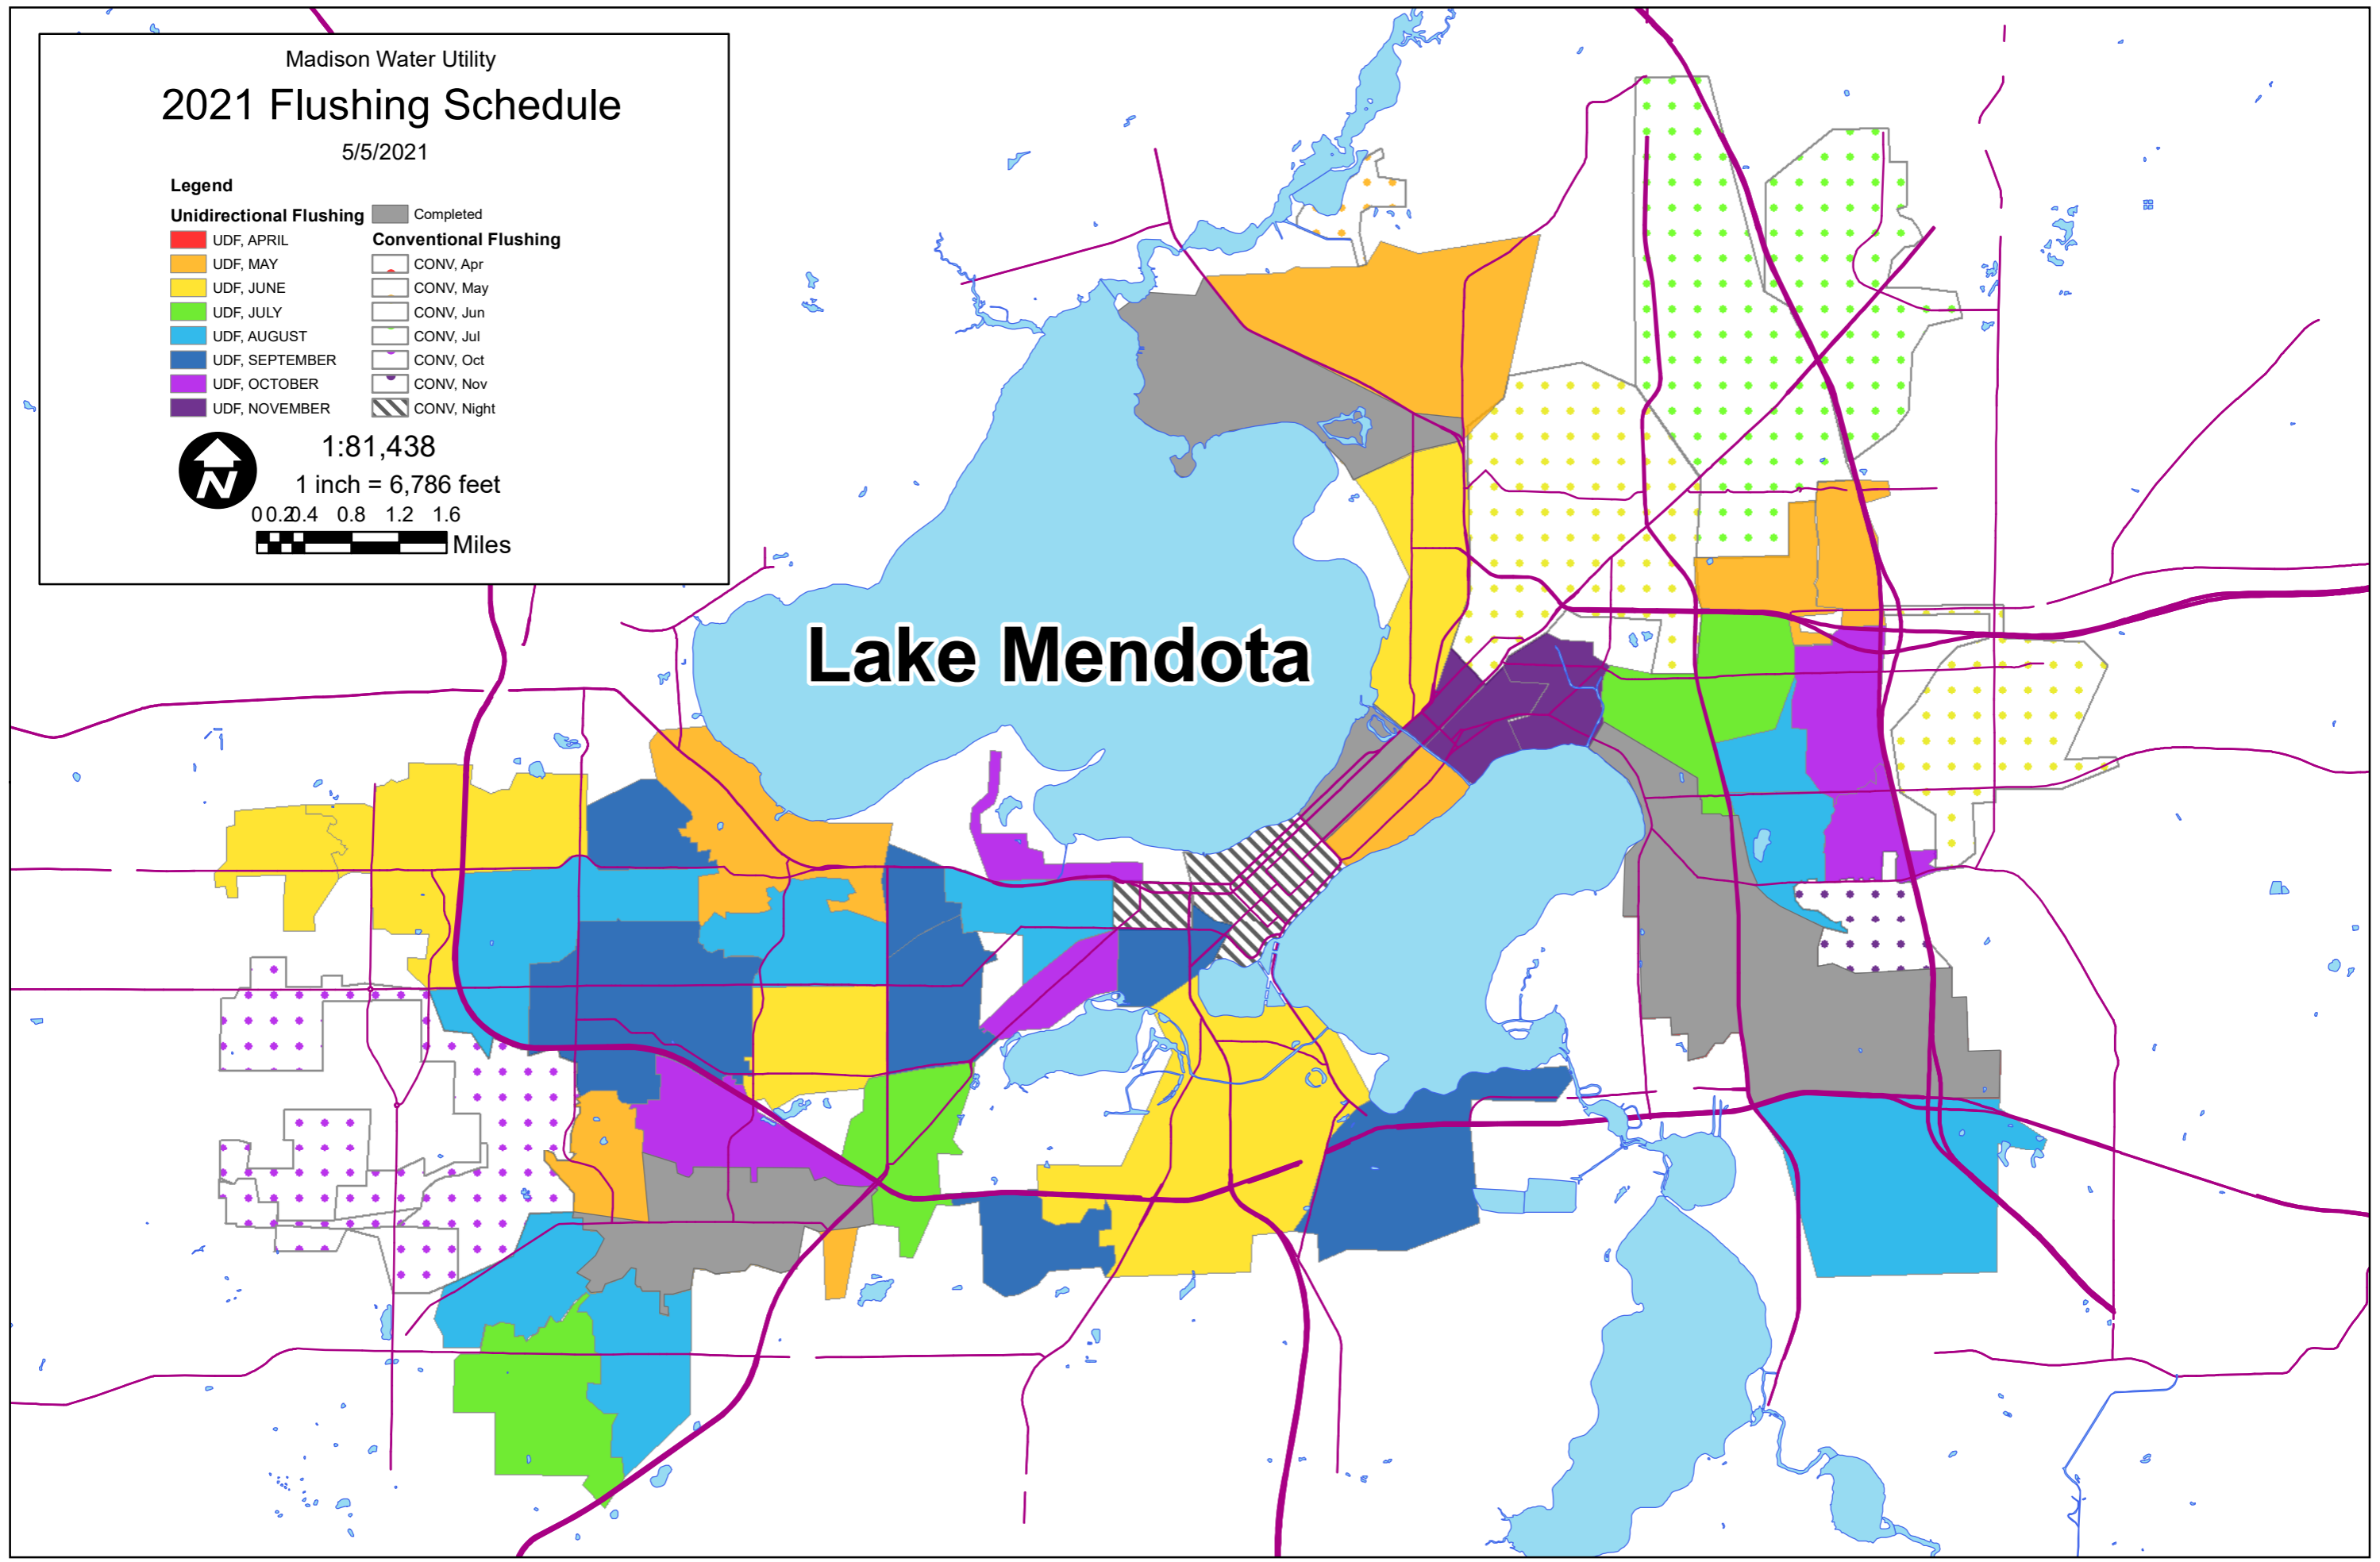 Madison Water Utility
2021 Flushing Schedule
5/5/2021
Legend
Unidirectional Flushing
UDF, APRIL
UDF, MAY
UDF, JUNE
UDF, JULY
UDF, AUGUST
UDF, SEPTEMBER
UDF, OCTOBER
UDF, NOVEMBER
Completed
Conventional Flushing
CONV, Apr
CONV, May
CONV, Jun
CONV, Jul
CONV, Oct
CONV, Nov
CONV, Night
N
1:81,438
1 inch = 6,786 feet
0 0.2 0.4 0.8 1.2 1.6
Miles
Lake Mendota